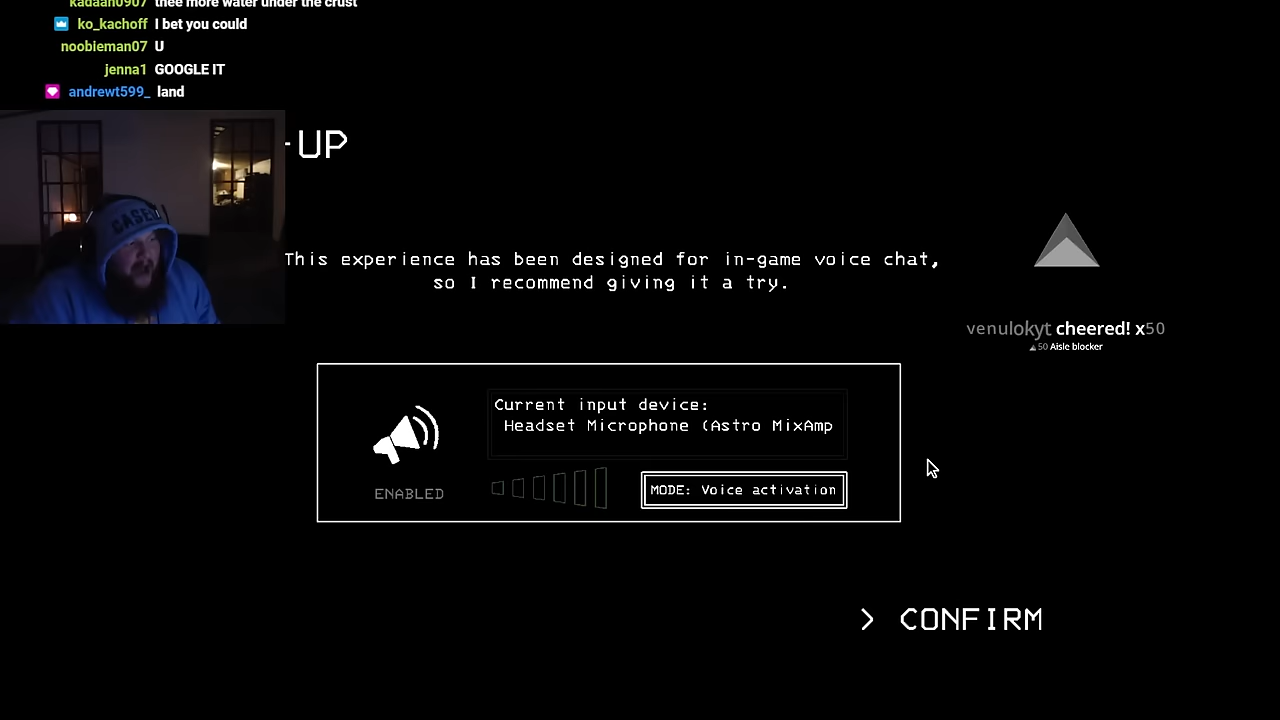 kadaan0907 thee more water under the crust
ko_kachoff I bet you could
noobieman07 U
jenna1 GOOGLE IT
andrewt599_ land
-UP
CASE
This experience has been designed for in-game voice chat,
so I recommend giving it a try.
venulokyt cheered! x50
50 Aisle blocker
Current input device:
Headset Microphone (Astro MixAmp
ENABLED
MODE: Voice activation
> CONFIRM